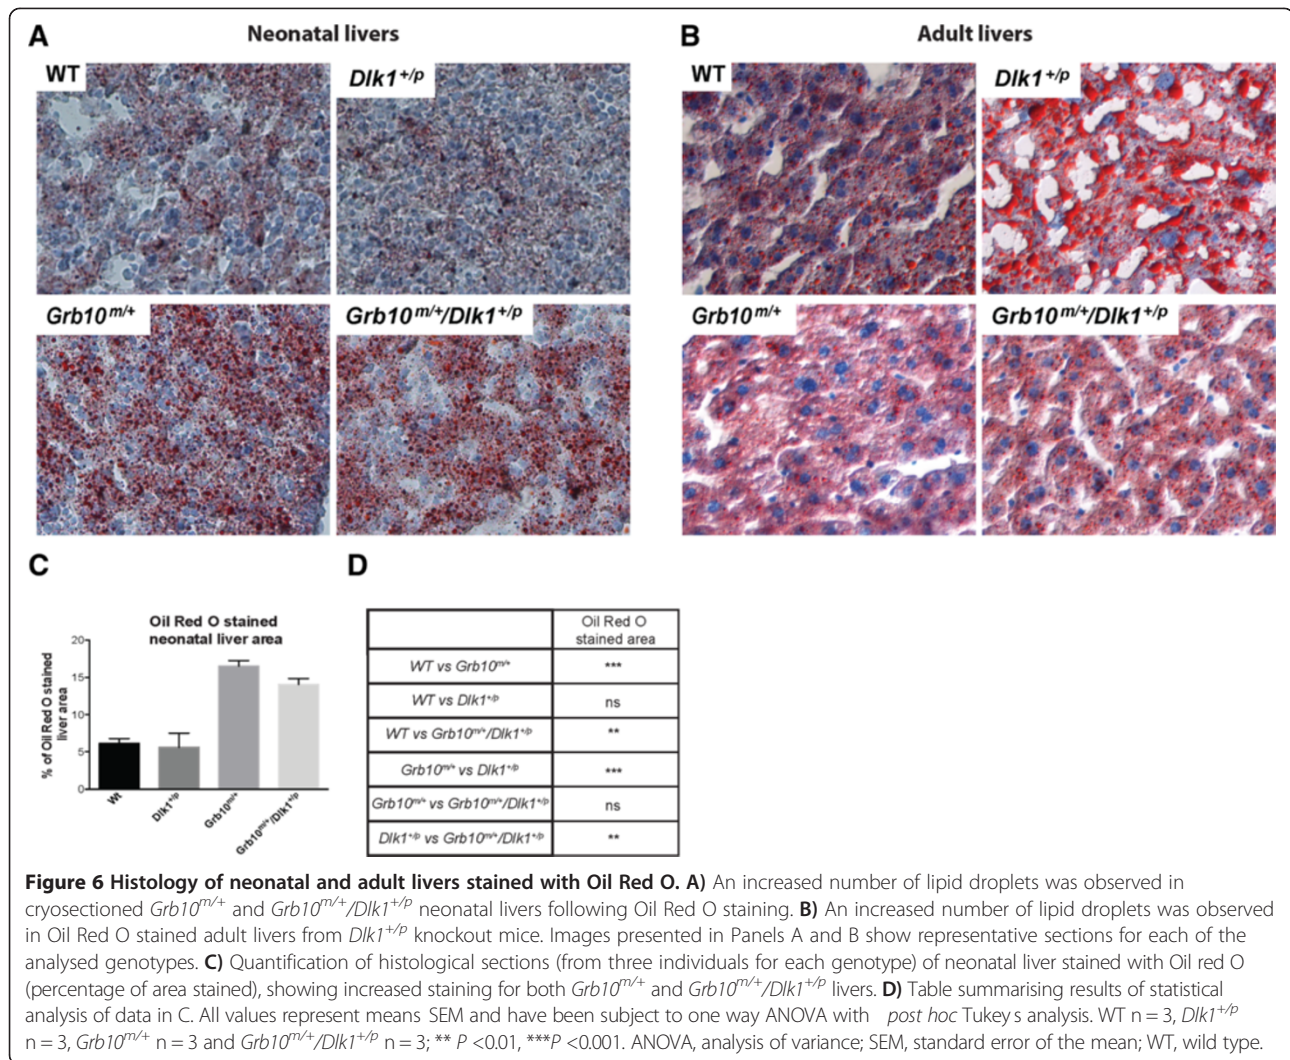 A
Neonatal livers
WT
Dlk1+/p
Grb10m/+
Grb10m/+/Dlk1+/p
B
Adult livers
WT
Dlk1+/p
Grb10m/+
Grb10m/+/Dlk1+/p
C
Oil Red O stained
neonatal liver area
% of Oil Red O stained
liver area
20
15
10
5
0
Wt
Dlk1+/p
Grb10m/+
Grb10m/+/Dlk1+/p
D
Oil Red O
stained area
WT vs Grb10m/+ ***
WT vs Dlk1+/p ns
WT vs Grb10m/+/Dlk1+/p **
Grb10m/+ vs Dlk1+/p ***
Grb10m/+ vs Grb10m/+/Dlk1+/p ns
Dlk1+/p vs Grb10m/+/Dlk1+/p **
Figure 6 Histology of neonatal and adult livers stained with Oil Red O. A) An increased number of lipid droplets was observed in
cryosectioned Grb10m/+ and Grb10m/+/Dlk1+/p neonatal livers following Oil Red O staining. B) An increased number of lipid droplets was observed
in Oil Red O stained adult livers from Dlk1+/p knockout mice. Images presented in Panels A and B show representative sections for each of the
analysed genotypes. C) Quantification of histological sections (from three individuals for each genotype) of neonatal liver stained with Oil red O
(percentage of area stained), showing increased staining for both Grb10m/+ and Grb10m/+/Dlk1+/p livers. D) Table summarising results of statistical
analysis of data in C. All values represent means SEM and have been subject to one way ANOVA with post hoc Tukey s analysis. WT n = 3, Dlk1+/p
n = 3, Grb10m/+ n = 3 and Grb10m/+/Dlk1+/p n = 3; ** P <0.01, ***P <0.001. ANOVA, analysis of variance; SEM, standard error of the mean; WT, wild type.